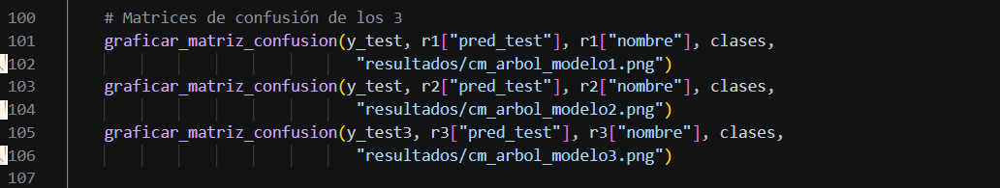 100 # Matrices de confusión de los 3
101 graficar_matriz_confusion(y_test, r1["pred_test"], r1["nombre"], clases,
102 "resultados/cm_arbol_modelo1.png")
103 graficar_matriz_confusion(y_test, r2["pred_test"], r2["nombre"], clases,
104 "resultados/cm_arbol_modelo2.png")
105 graficar_matriz_confusion(y_test3, r3["pred_test"], r3["nombre"], clases,
106 "resultados/cm_arbol_modelo3.png")
107